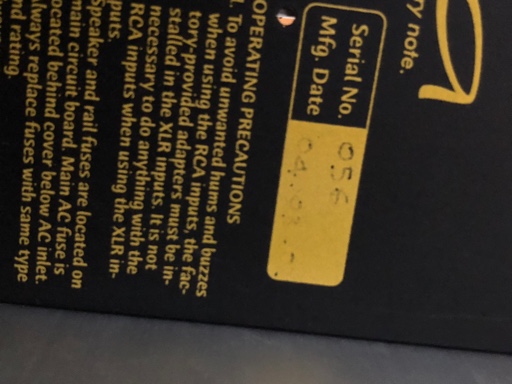 ry note.
Serial No. 056
Mfg. Date
OPERATING PRECAUTIONS
1. To avoid unwanted hums and buzzes
when using the RCA inputs, the fac-
tory-provided adapters must be in-
stalled in the XLR inputs. It is not
necessary to do anything with the
RCA inputs when using the XLR in-
puts.
Speaker and rail fuses are located on
main circuit board. Main AC fuse is
ocated behind cover below AC inlet.
lways replace fuses with same type
nd rating.